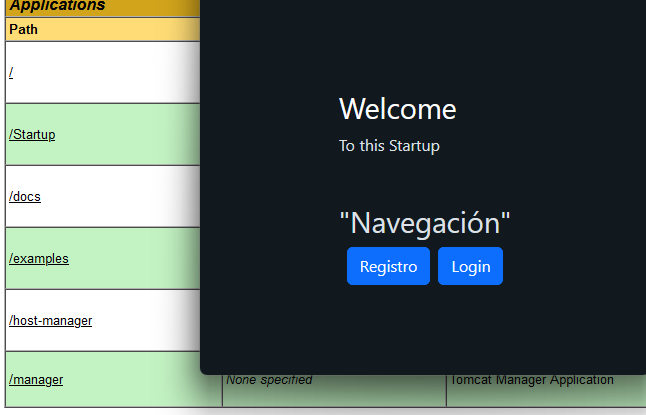 Applications
Path
/
/Startup
/docs
/examples
/host-manager
/manager
None specified
Tomcat Manager Application
Welcome
To this Startup
"Navegación"
Registro
Login